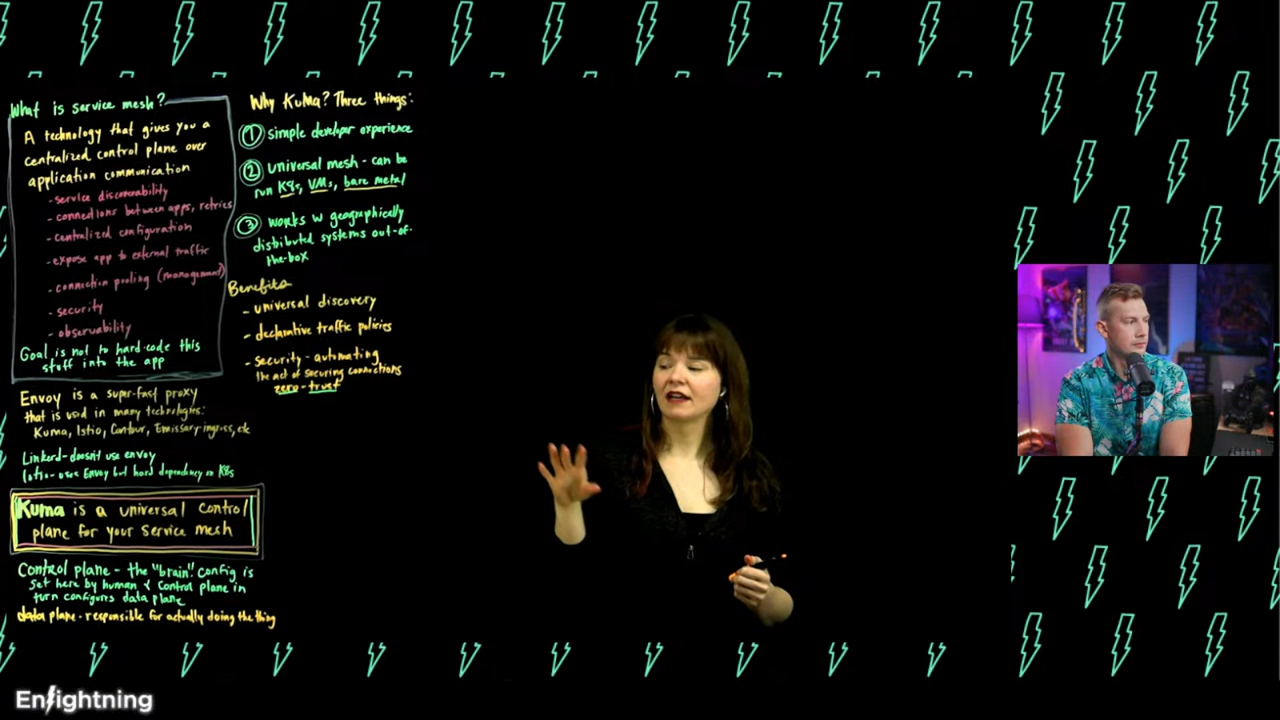 What is service mesh?
A technology that gives you a
centralized control plane over
application communication
- service discoverability
- connections between apps, retries
- centralized configuration
- expose app to external traffic
- connection pooling (management)
- security
- observability
Goal is not to hard-code this
stuff into the app
Envoy is a super-fast proxy
that is used in many technologies:
Kuma, Istio, Contour, Emissary-ingress, etc
Linkerd - doesn't use envoy
Istio - uses Envoy but hard dependency on K8s
Kuma is a universal control
plane for your service mesh
Control plane - the "brain". config is
set here by human & control plane in
turn configures data plane
data plane - responsible for actually doing the thing
Why Kuma? Three things:
1 simple developer experience
2 universal mesh - can be
run K8s, VMs, bare metal
3 works w geographically
distibuted systems out-of-
the-box
Benefits
- universal discovery
- declarative traffic policies
- security - automating
the act of securing connections
zero-trust
Enlightning